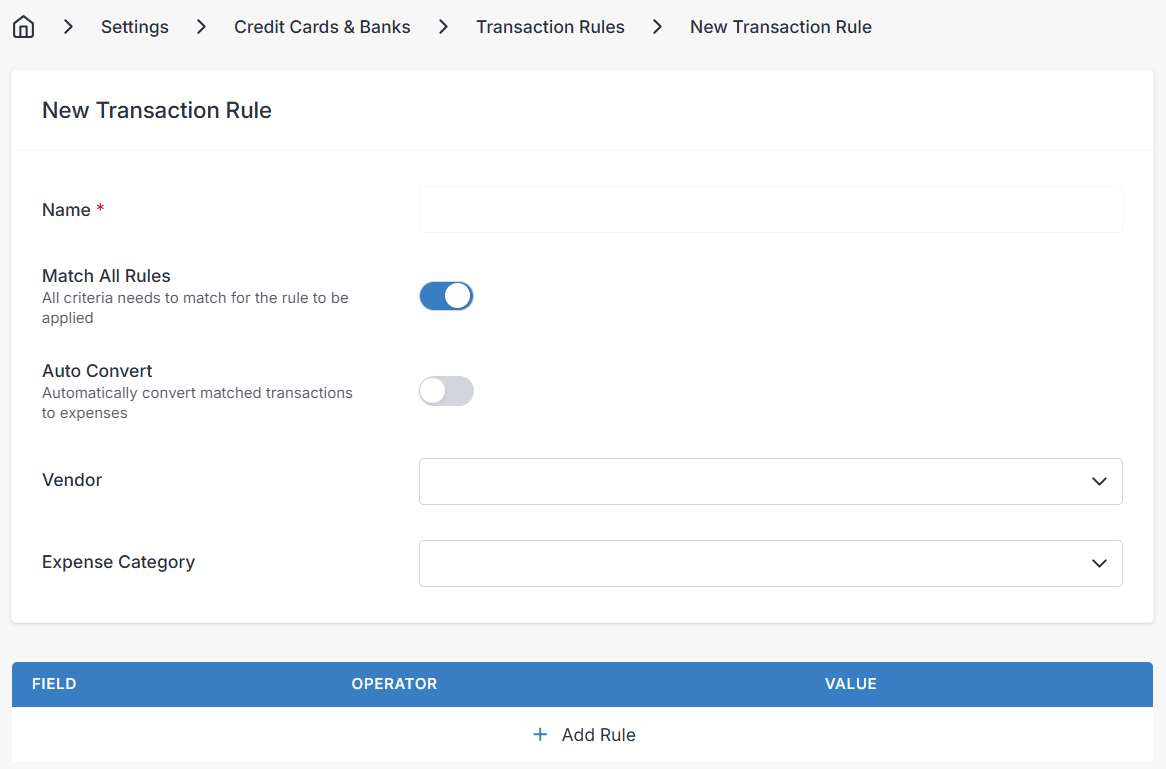 Settings Credit Cards & Banks Transaction Rules New Transaction Rule
New Transaction Rule
Name *
Match All Rules
All criteria needs to match for the rule to be
applied
Auto Convert
Automatically convert matched transactions
to expenses
Vendor
Expense Category
FIELD OPERATOR VALUE
+ Add Rule